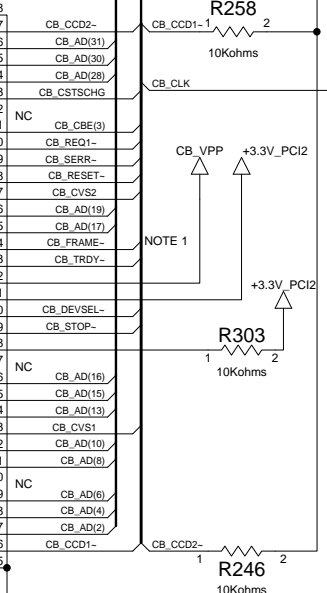 R258
CB_CCD2~
CB_CCD1~
1
2
10Kohms
CB_AD(31)
CB_AD(30)
CB_AD(28)
CB_CLK
CB_CSTSCHG
NC
CB_CBE(3)
CB_REQ1~
CB_VPP
+3.3V_PCI2
CB_SERR~
CB_RESET~
CB_CVS2
CB_AD(19)
CB_AD(17)
CB_FRAME~
NOTE 1
CB_TRDY~
+3.3V_PCI2
CB_DEVSEL~
CB_STOP~
R303
1
2
NC
10Kohms
CB_AD(16)
CB_AD(15)
CB_AD(13)
CB_CVS1
CB_AD(10)
CB_AD(8)
NC
CB_AD(6)
CB_AD(4)
CB_AD(2)
CB_CCD1~
CB_CCD2~
1
2
R246
10Kohms